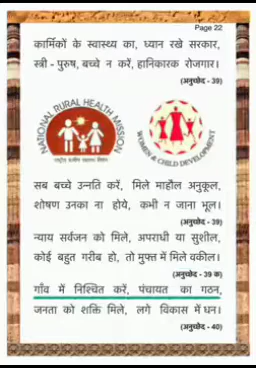 Page 22
कार्मिकों के स्वास्थ्य का, ध्यान रखे सरकार,
स्त्री - पुरुष, बच्चे न करें, हानिकारक रोजगार।
(अनुच्छेद - 39)
NATIONAL RURAL HEALTH MISSION
WOMEN & CHILD DEVELOPMENT
सब बच्चे उन्नति करें, मिले माहौल अनुकूल,
शोषण उनका ना होये, कभी न जाना भूल।
(अनुच्छेद - 39)
न्याय सर्वजन को मिले, अपराधी या सुशील,
कोई बहुत गरीब हो, तो मुफ्त में मिले वकील।
(अनुच्छेद - 39 क)
गाँव में निश्चित करें, पंचायत का गठन,
जनता को शक्ति मिले, लगे विकास में धन।
(अनुच्छेद - 40)